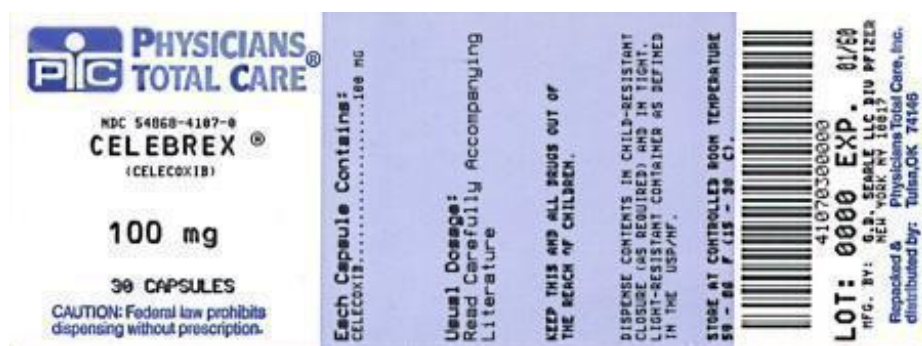 PTC
PHYSICIANS
TOTAL CARE®
NDC 54868-4107-0
CELEBREX ®
(CELECOXIB)
100 mg
30 CAPSULES
CAUTION: Federal law prohibits
dispensing without prescription.
Each Capsule Contains:
CELECOXIB....................100 MG
Usual Dosage:
Read Carefully Accompanying
Literature
KEEP THIS AND ALL DRUGS OUT OF
THE REACH OF CHILDREN.
DISPENSE CONTENTS IN CHILD-RESISTANT
CLOSURE (AS REQUIRED) AND IN TIGHT,
LIGHT-RESISTANT CONTAINER AS DEFINED
IN THE USP/NF.
STORE AT CONTROLLED ROOM TEMPERATURE
59 - 86 F (15 - 30 C).
41070300000
LOT: 0000 EXP. 01/60
MFG. BY: G.D. SEARLE LLC DIV PFIZER
NEW YORK NY 10017
Repacked & Physicians Total Care, Inc.
distributed by: Tulsa, OK 74146